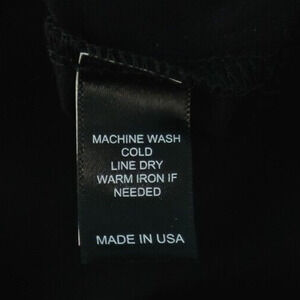 MACHINE WASH
COLD
LINE DRY
WARM IRON IF
NEEDED
MADE IN USA